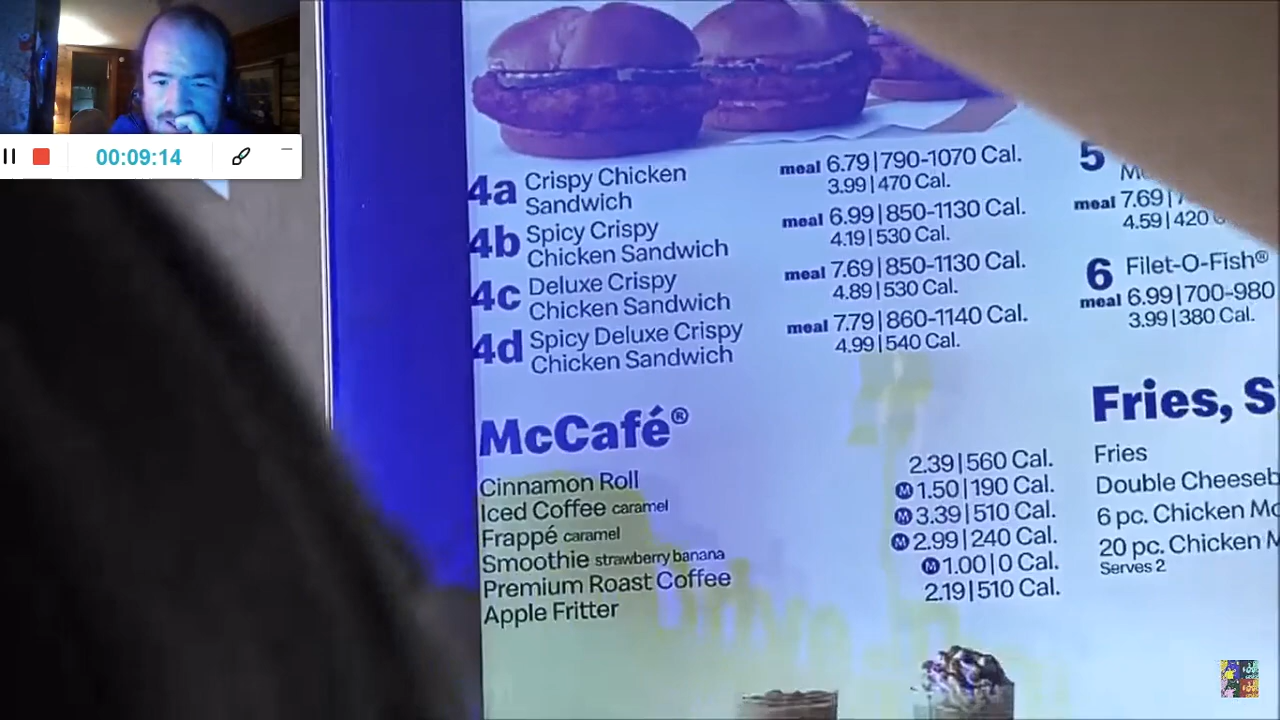 00:09:14
4a Crispy Chicken
Sandwich
meal 6.79|790-1070 Cal.
3.99|470 Cal.
4b Spicy Crispy
Chicken Sandwich
meal 6.99|850-1130 Cal.
4.19|530 Cal.
4c Deluxe Crispy
Chicken Sandwich
meal 7.69|850-1130 Cal.
4.89|530 Cal.
4d Spicy Deluxe Crispy
Chicken Sandwich
meal 7.79|860-1140 Cal.
4.99|540 Cal.
5
meal 7.69|
4.59|420
6 Filet-O-Fish®
meal 6.99|700-980
3.99|380 Cal.
McCafé®
Cinnamon Roll 2.39|560 Cal.
Iced Coffee caramel M 1.50|190 Cal.
Frappé caramel M 3.39|510 Cal.
Smoothie strawberry banana M 2.99|240 Cal.
Premium Roast Coffee M 1.00|0 Cal.
Apple Fritter 2.19|510 Cal.
Fries, S
Fries
Double Cheeseb
6 pc. Chicken Mc
20 pc. Chicken M
Serves 2